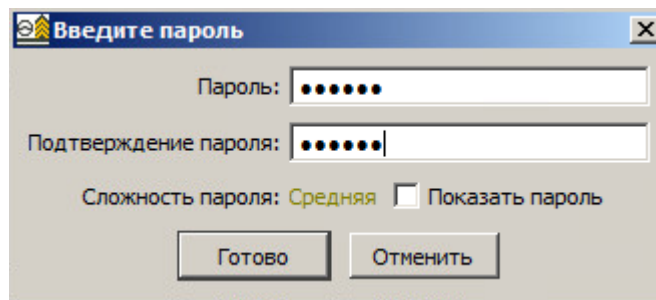 Введите пароль
Пароль: ●●●●●●
Подтверждение пароля: ●●●●●●
Сложность пароля: Средняя Показать пароль
Готово Отменить